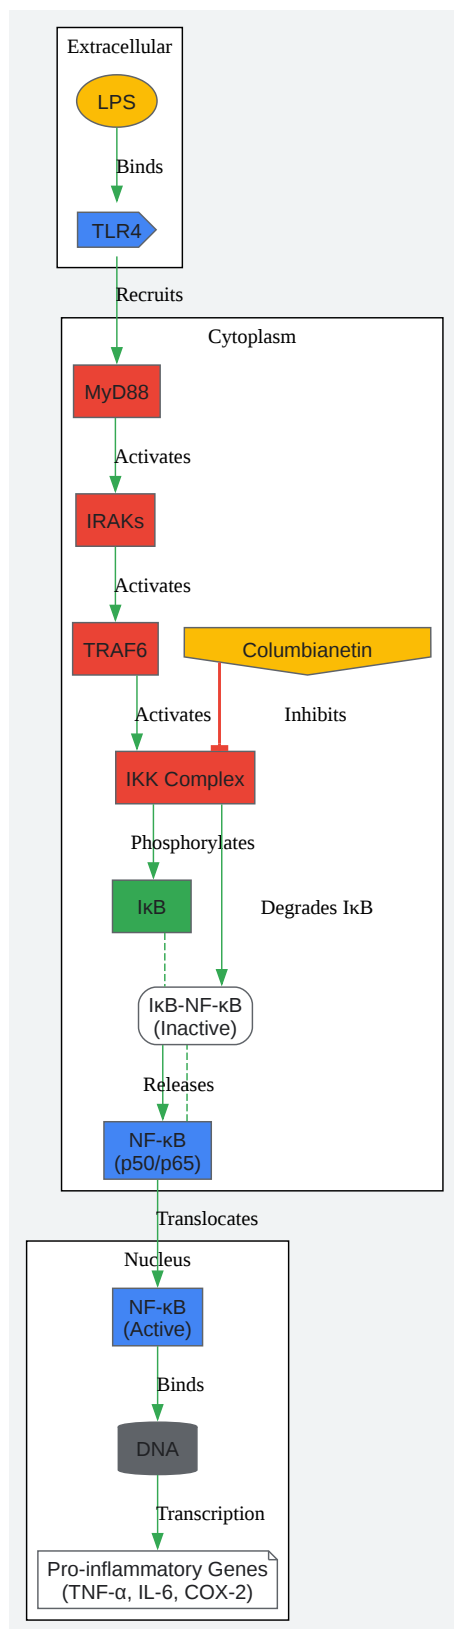 Extracellular
LPS
Binds
TLR4
Recruits
Cytoplasm
MyD88
Activates
IRAKs
Activates
TRAF6
Columbianetin
Activates
Inhibits
IKK Complex
Phosphorylates
IκB
Degrades IκB
IκB-NF-κB
(Inactive)
Releases
NF-κB
(p50/p65)
Translocates
Nucleus
NF-κB
(Active)
Binds
DNA
Transcription
Pro-inflammatory Genes
(TNF-α, IL-6, COX-2)